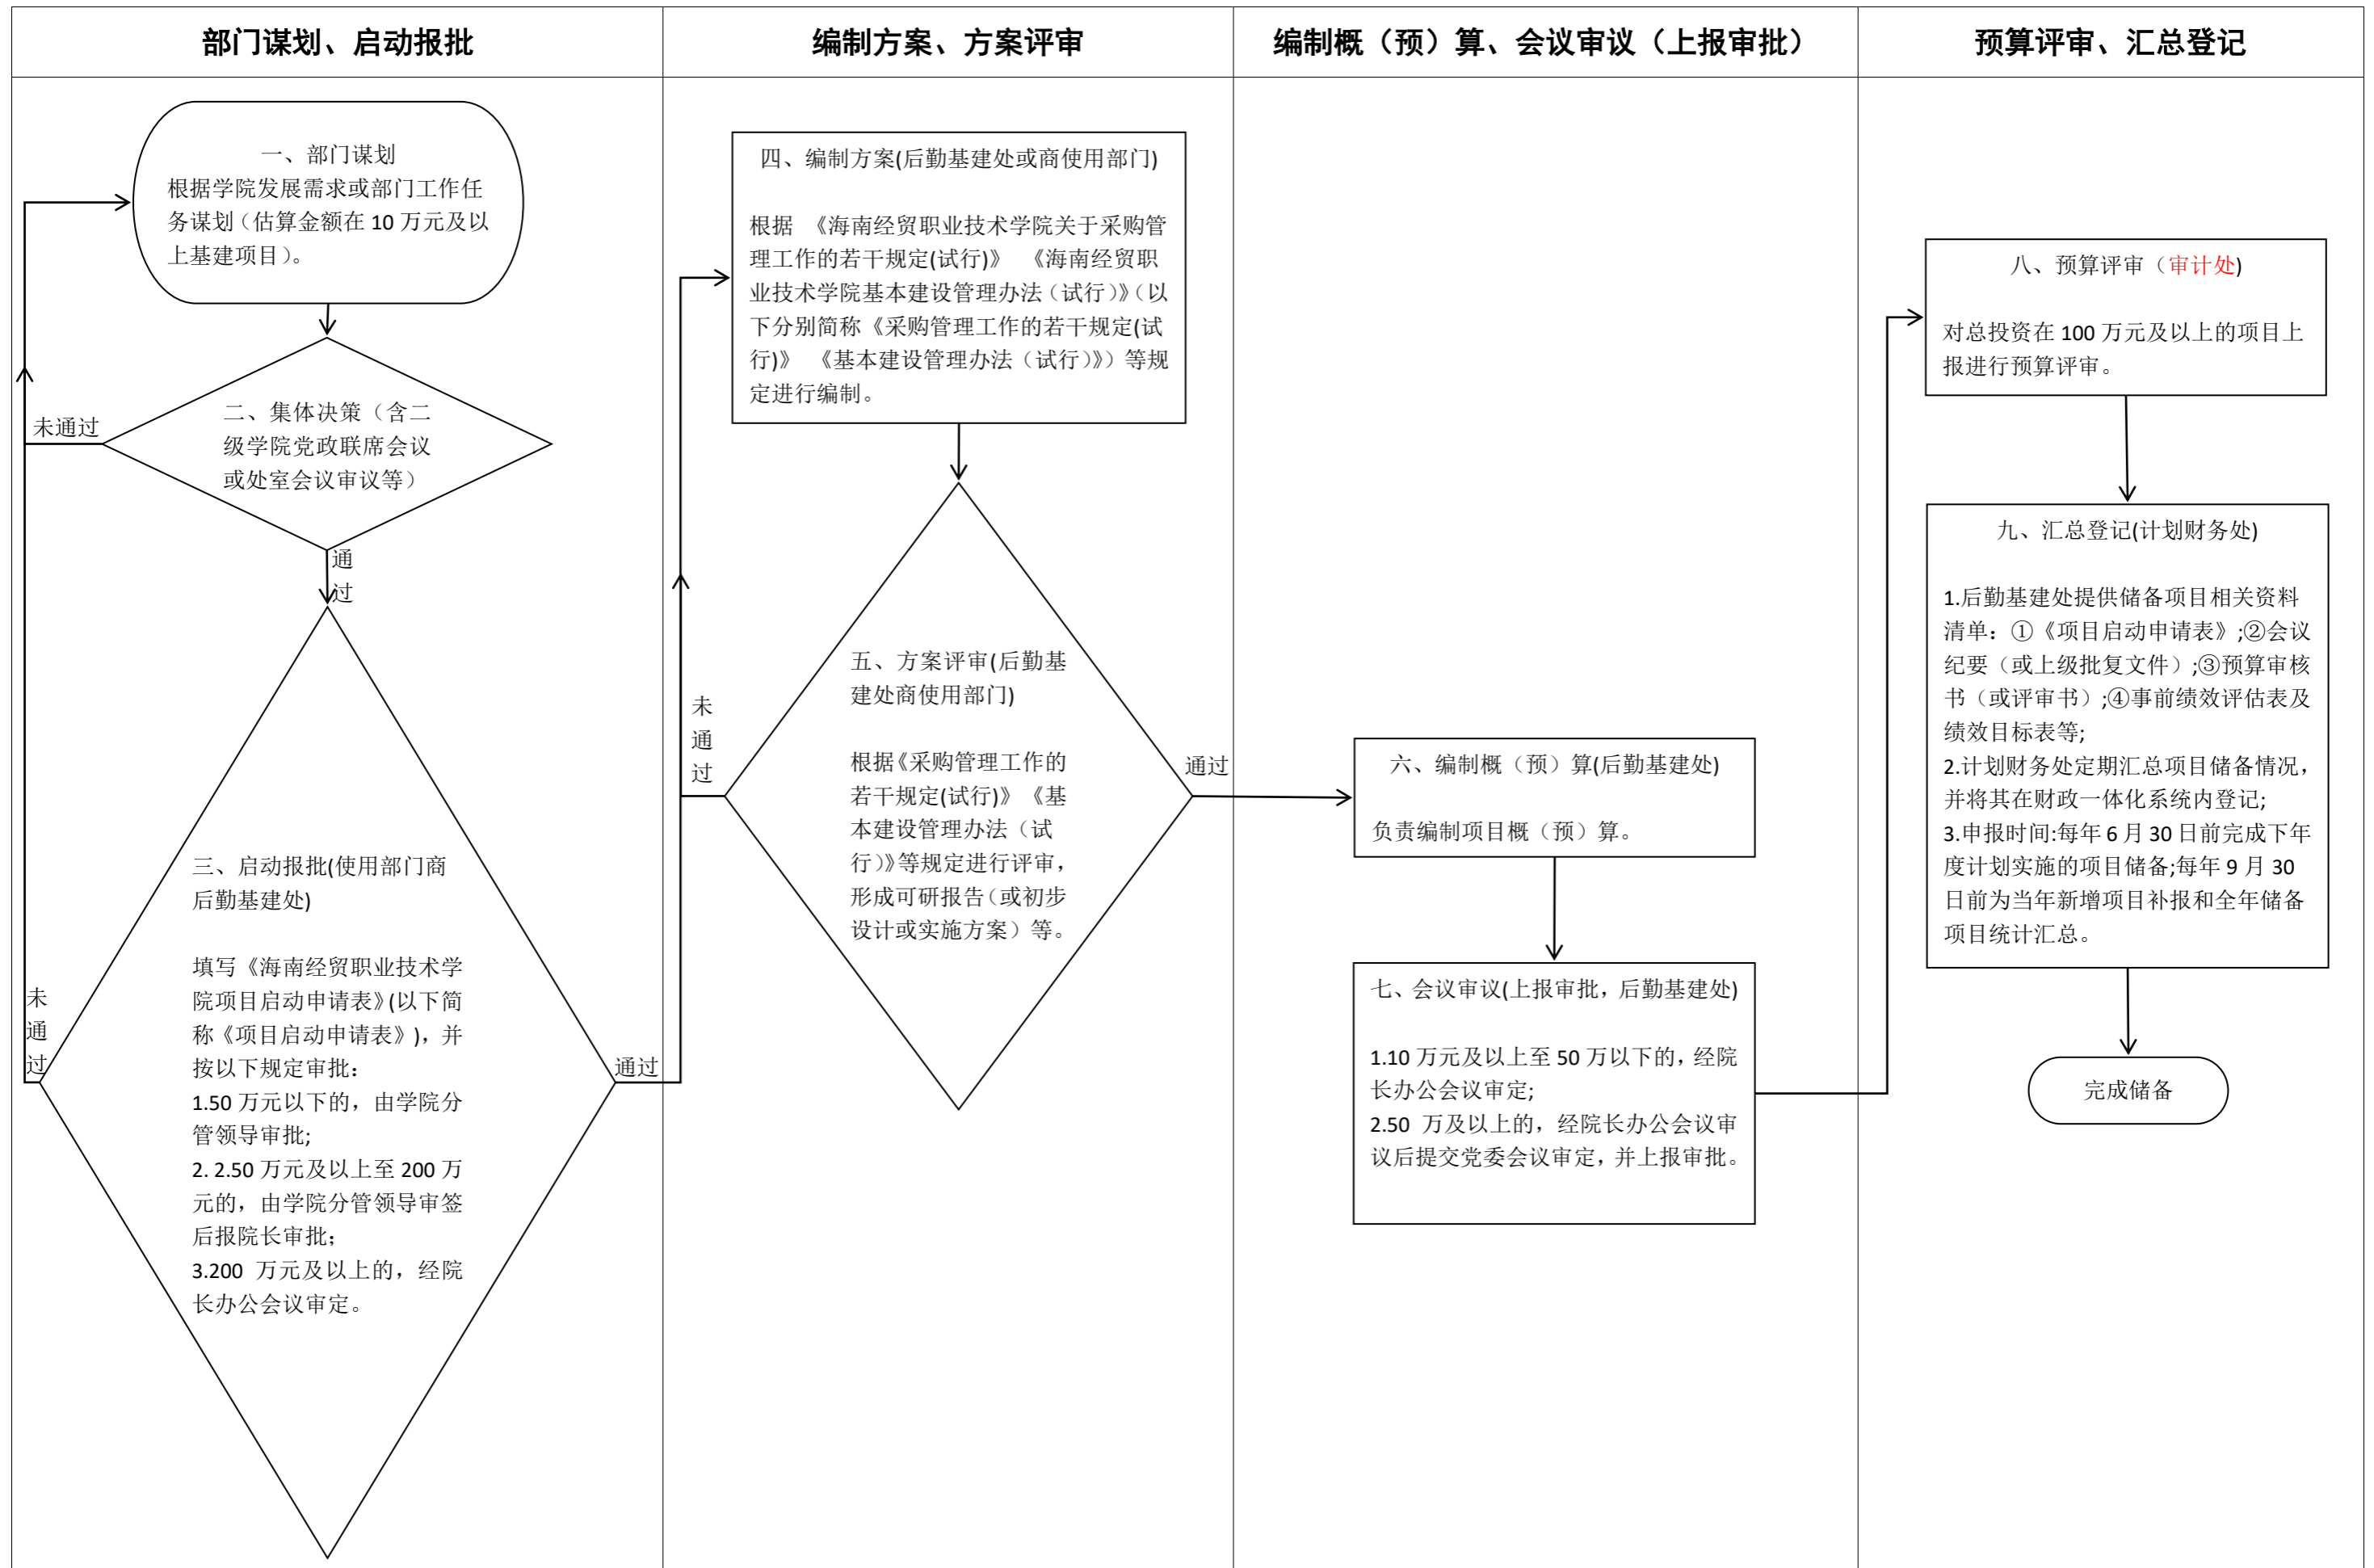 部门谋划、启动报批
编制方案、方案评审
编制概（预）算、会议审议（上报审批）
预算评审、汇总登记
一、部门谋划
根据学院发展需求或部门工作任
务谋划（估算金额在 10 万元及以
上基建项目）。
未通过
二、集体决策（含二
级学院党政联席会议
或处室会议审议等）
通
过
三、启动报批(使用部门商
后勤基建处)
填写《海南经贸职业技术学
院项目启动申请表》(以下简
称《项目启动申请表》)，并
按以下规定审批：
1.50 万元以下的，由学院分
管领导审批;
2. 2.50 万元及以上至 200 万
元的，由学院分管领导审签
后报院长审批；
3.200 万元及以上的，经院
长办公会议审定。
未
通
过
通过
四、编制方案(后勤基建处或商使用部门)
根据 《海南经贸职业技术学院关于采购管
理工作的若干规定(试行)》 《海南经贸职
业技术学院基本建设管理办法（试行）》（以
下分别简称《采购管理工作的若干规定(试
行)》 《基本建设管理办法（试行）》）等规
定进行编制。
未
通
过
五、方案评审(后勤基
建处商使用部门)
根据《采购管理工作的
若干规定(试行)》《基
本建设管理办法（试
行）》等规定进行评审，
形成可研报告（或初步
设计或实施方案）等。
通过
六、编制概（预）算(后勤基建处)
负责编制项目概（预）算。
七、会议审议(上报审批，后勤基建处)
1.10 万元及以上至 50 万以下的，经院
长办公会议审定;
2.50 万及以上的，经院长办公会议审
议后提交党委会议审定，并上报审批。
八、预算评审（审计处)
对总投资在 100 万元及以上的项目上
报进行预算评审。
九、汇总登记(计划财务处)
1.后勤基建处提供储备项目相关资料
清单：①《项目启动申请表》;②会议
纪要（或上级批复文件）;③预算审核
书（或评审书）;④事前绩效评估表及
绩效目标表等;
2.计划财务处定期汇总项目储备情况，
并将其在财政一体化系统内登记;
3.申报时间:每年 6 月 30 日前完成下年
度计划实施的项目储备;每年 9 月 30
日前为当年新增项目补报和全年储备
项目统计汇总。
完成储备